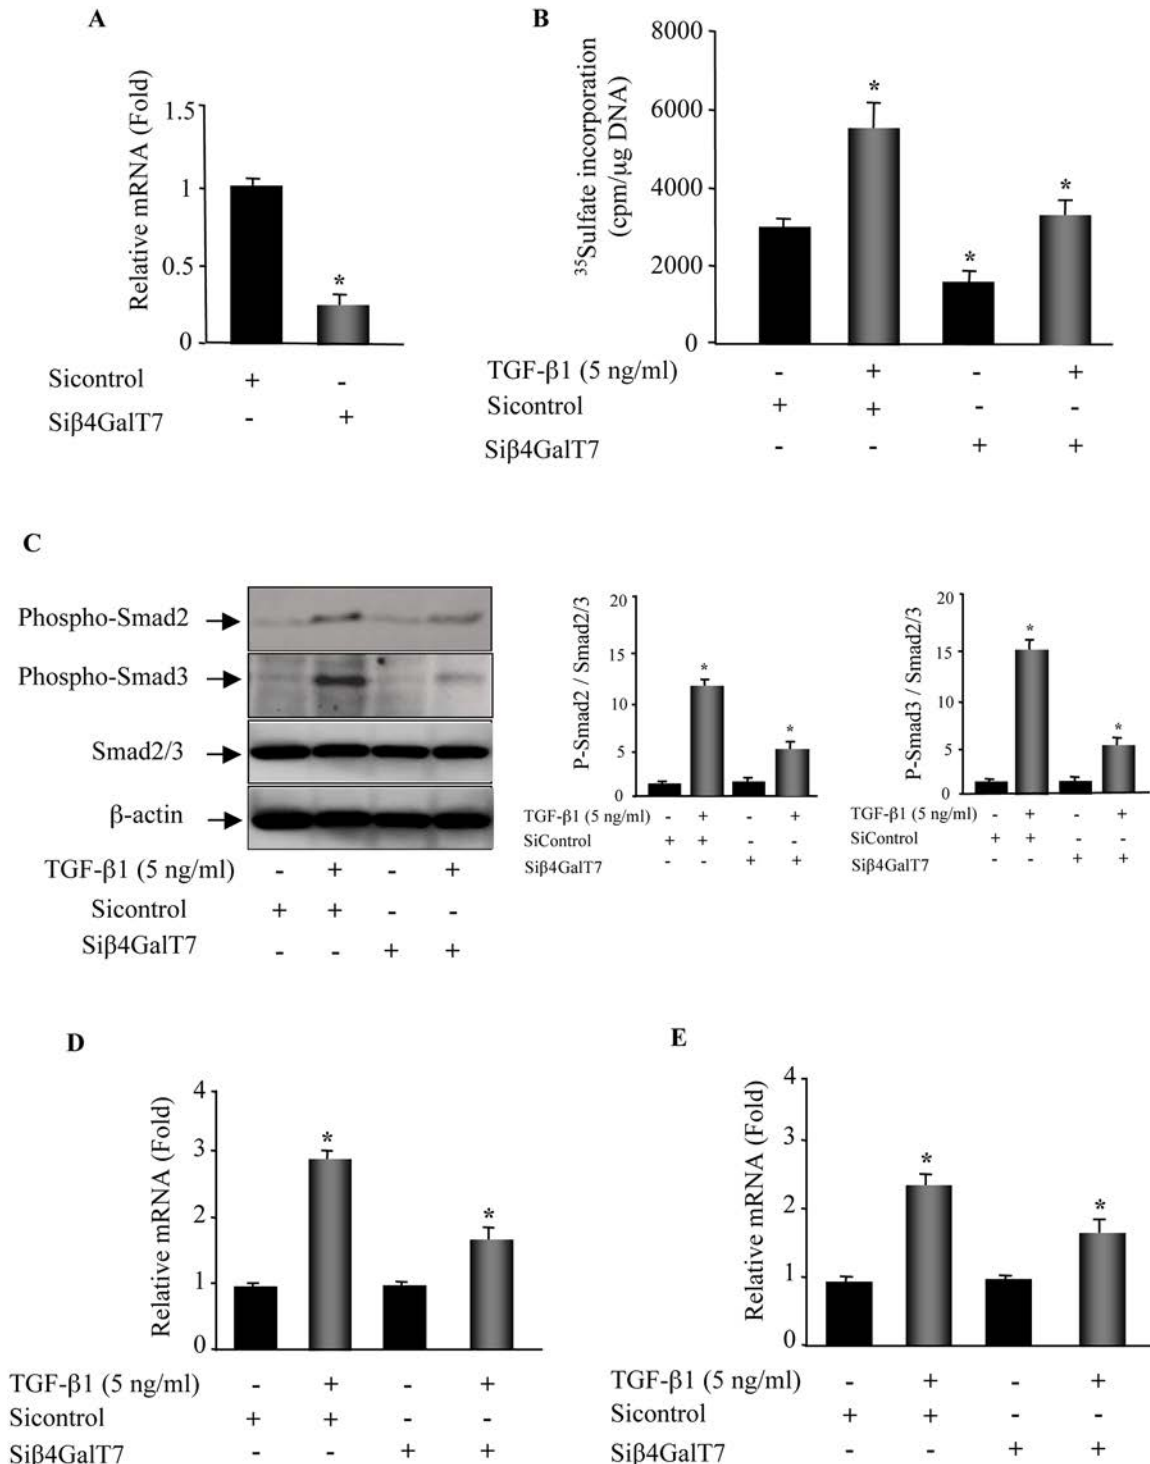 A
Relative mRNA (Fold)
1.5
1
0.5
0
*
Sicontrol + -
Siβ4GalT7 - +
B
³⁵Sulfate incorporation
(cpm/µg DNA)
8000
6000
4000
2000
0
* * *
TGF-β1 (5 ng/ml) - + - +
Sicontrol + + - -
Siβ4GalT7 - - + +
C
Phospho-Smad2
Phospho-Smad3
Smad2/3
β-actin
TGF-β1 (5 ng/ml) - + - +
Sicontrol + + - -
Siβ4GalT7 - - + +
P-Smad2 / Smad2/3
20
15
10
5
0
* *
TGF-β1 (5 ng/ml) - + - +
SiControl + + - -
Siβ4GalT7 - - + +
P-Smad3 / Smad2/3
20
15
10
5
0
* *
TGF-β1 (5 ng/ml) - + - +
SiControl + + - -
Siβ4GalT7 - - + +
D
Relative mRNA (Fold)
4
3
2
1
0
* *
TGF-β1 (5 ng/ml) - + - +
Sicontrol + + - -
Siβ4GalT7 - - + +
E
Relative mRNA (Fold)
4
3
2
1
0
* *
TGF-β1 (5 ng/ml) - + - +
Sicontrol + + - -
Siβ4GalT7 - - + +